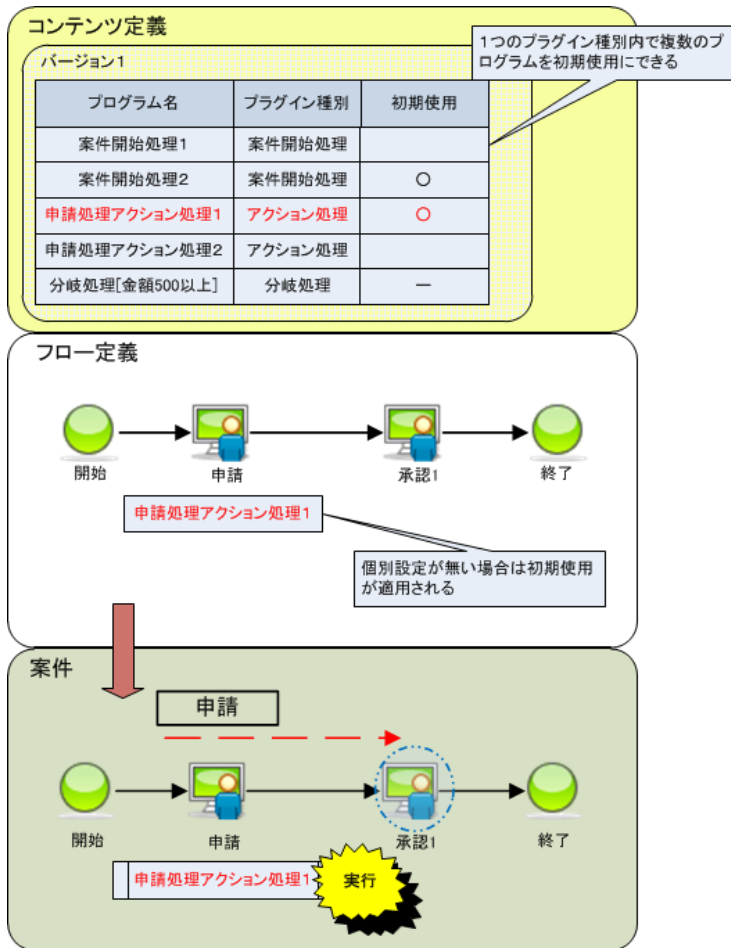 コンテンツ定義
1つのプラグイン種別内で複数のプ
ログラムを初期使用にできる
バージョン1
プログラム名 プラグイン種別 初期使用
案件開始処理1 案件開始処理
案件開始処理2 案件開始処理 ○
申請処理アクション処理1 アクション処理 ○
申請処理アクション処理2 アクション処理
分岐処理[金額500以上] 分岐処理 ―
フロー定義
開始 申請 承認1 終了
申請処理アクション処理1
個別設定が無い場合は初期使用
が適用される
案件
申請
開始 申請 承認1 終了
申請処理アクション処理1 実行